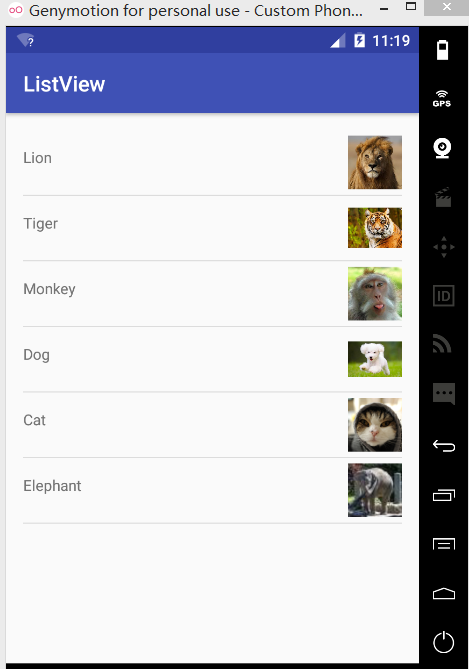 Genymotion for personal use - Custom Phon...
11:19
ListView
Lion
Tiger
Monkey
Dog
Cat
Elephant
GPS
ID